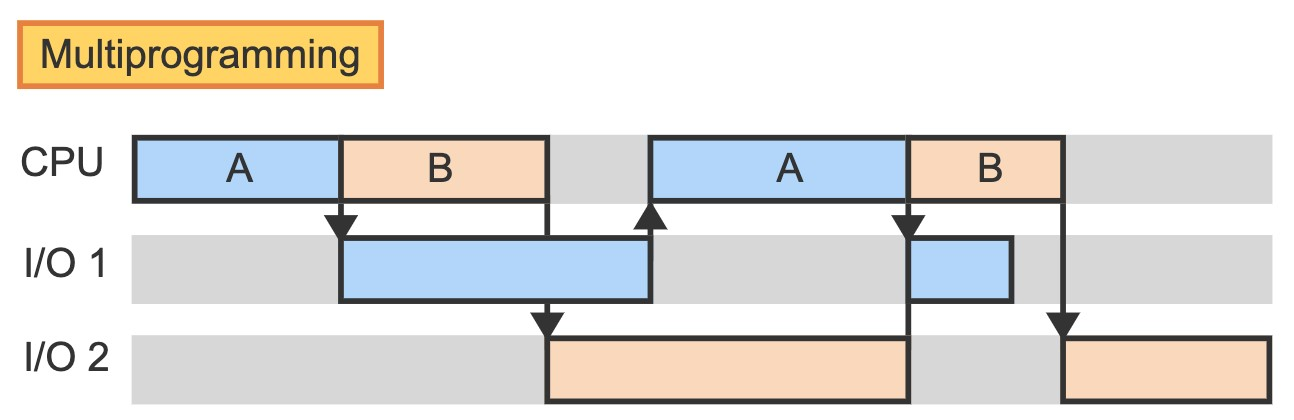 Multiprogramming
CPU A B A B
I/O 1
I/O 2